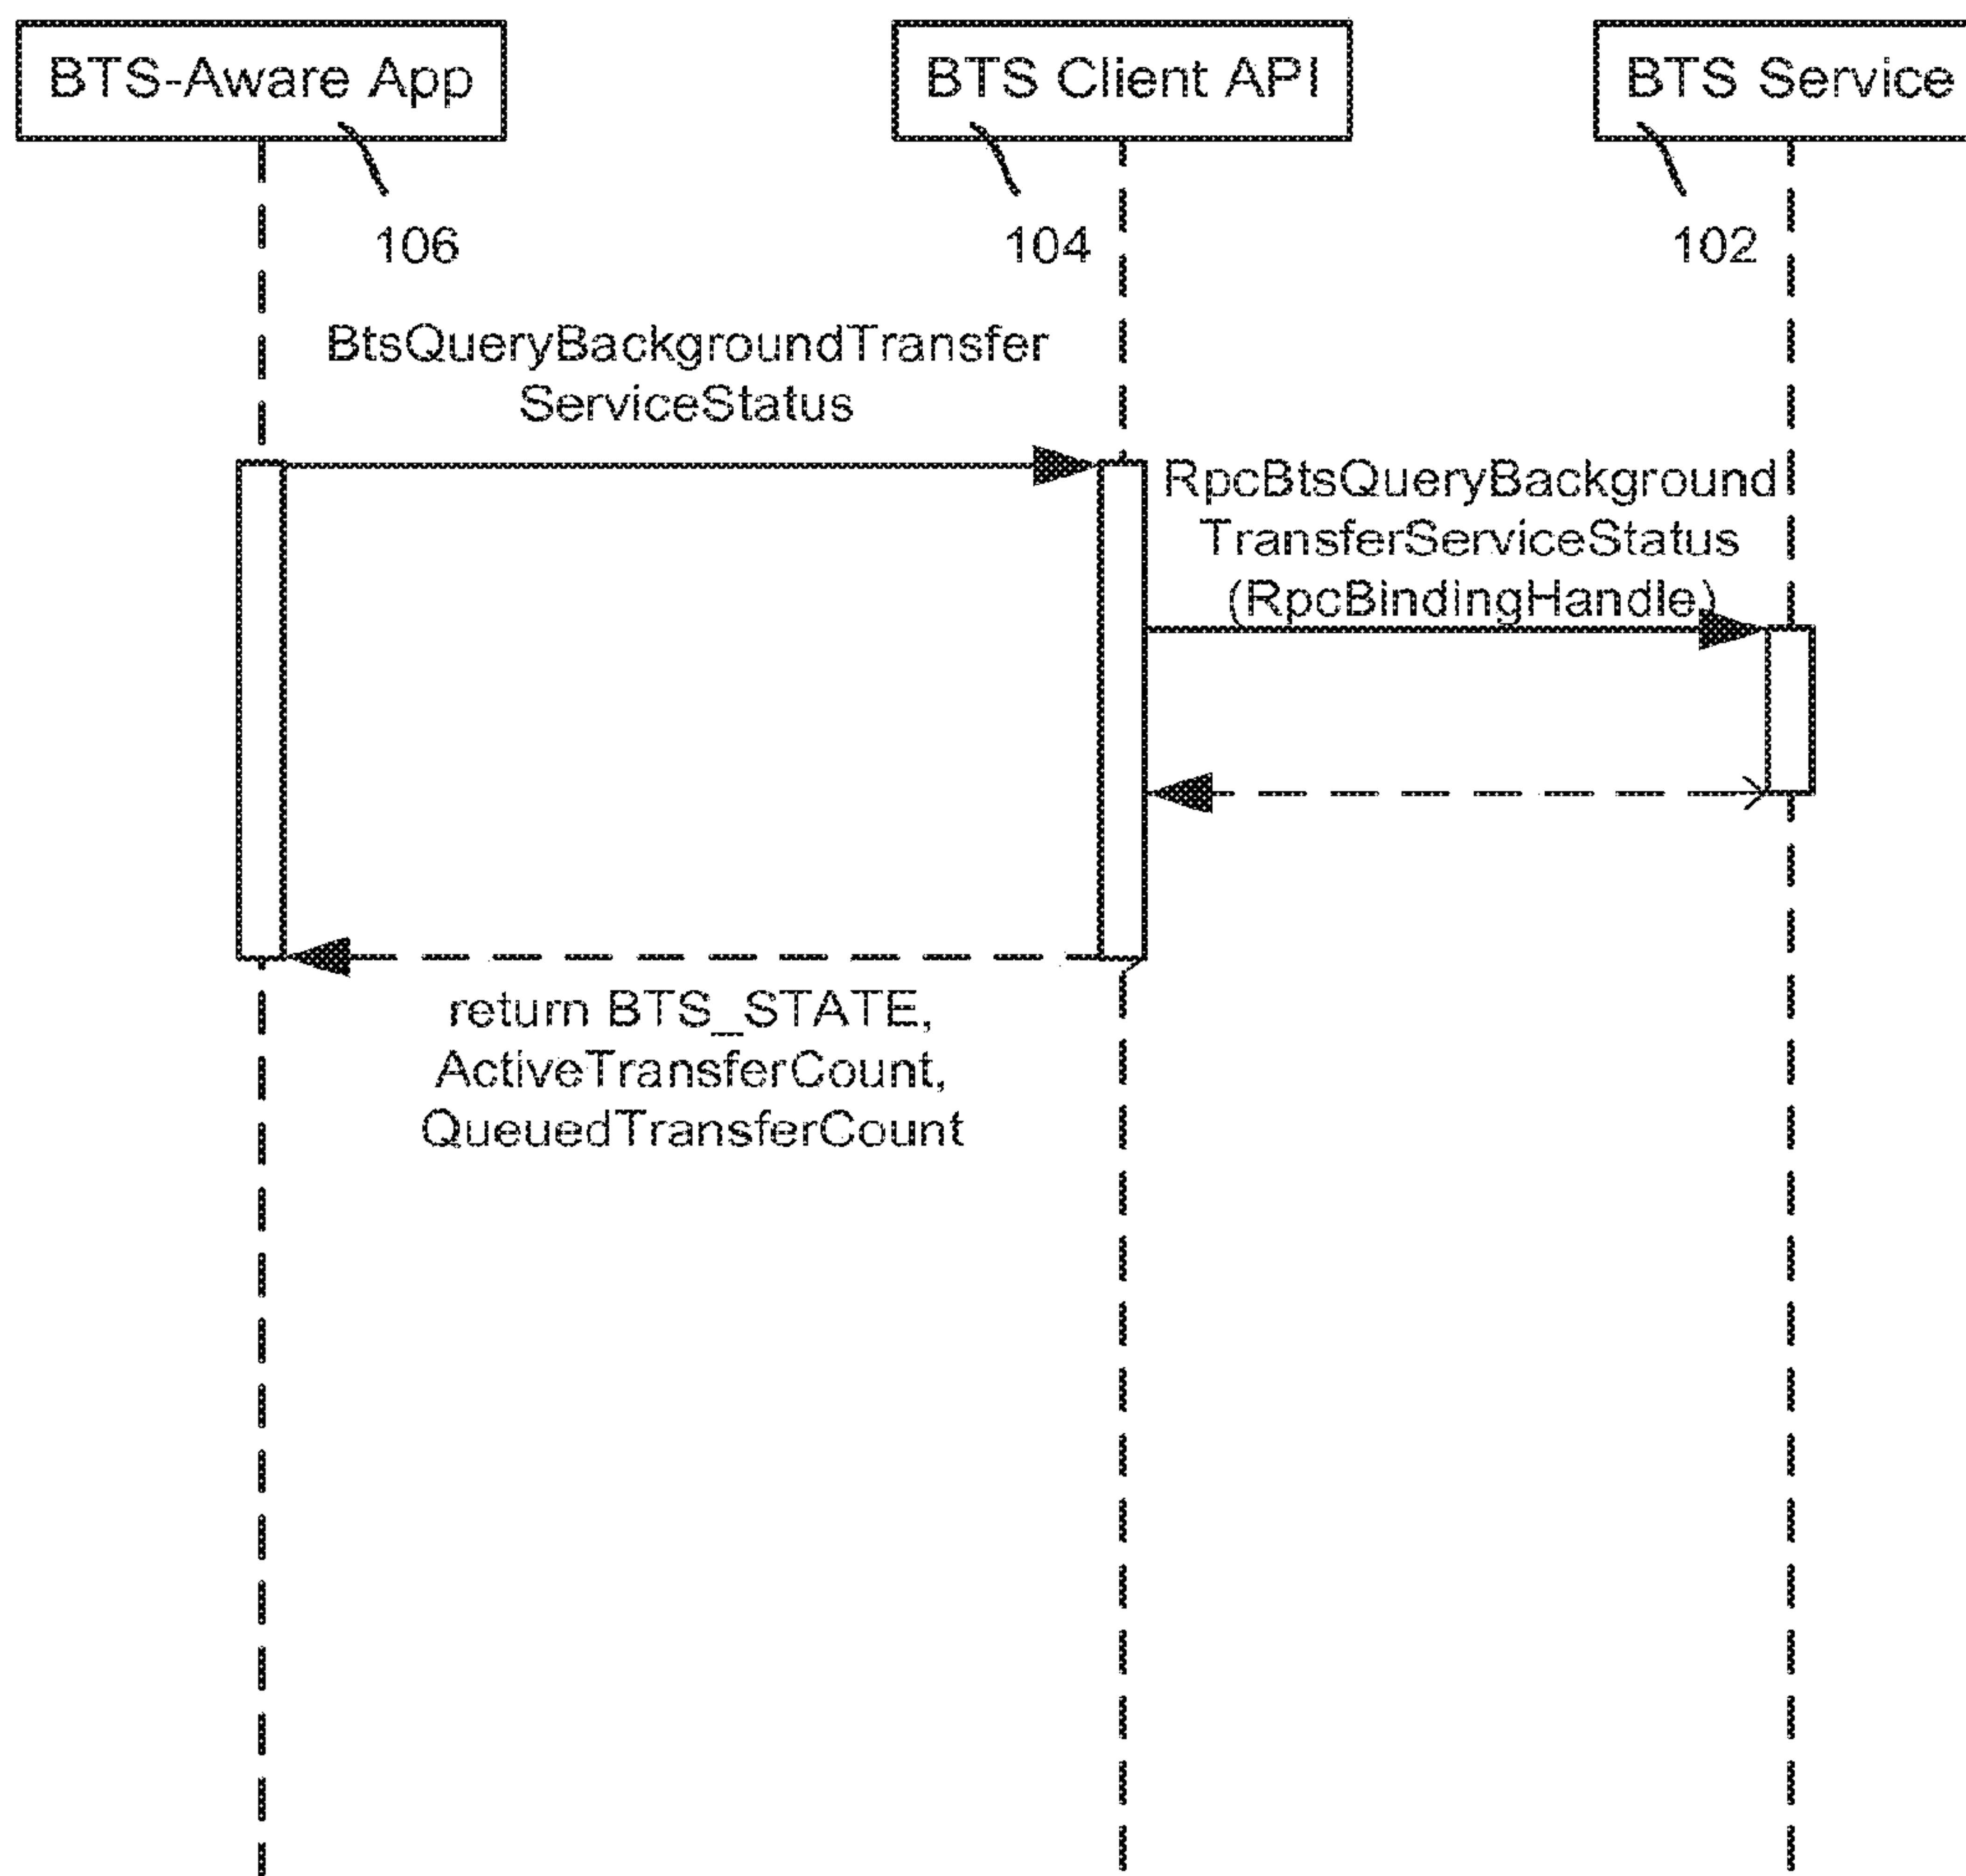 BTS-Aware App
BTS Client API
BTS Service
106
104
102
BtsQueryBackgroundTransfer
ServiceStatus
RpcBtsQueryBackground
TransferServiceStatus
(RpcBindingHandle)
return BTS_STATE,
ActiveTransferCount,
QueuedTransferCount